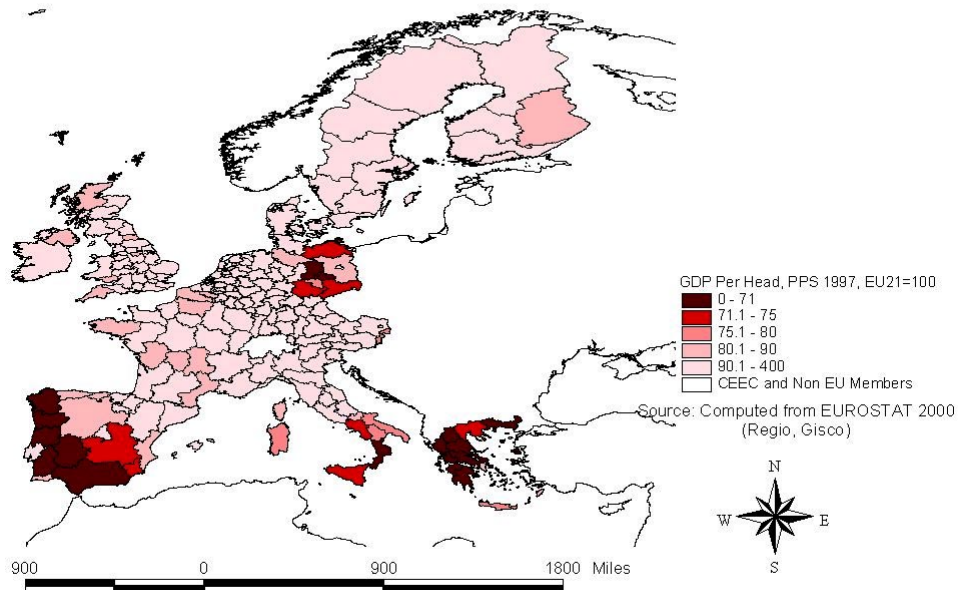 GDP Per Head, PPS 1997, EU21=100
0 - 71
71.1 - 75
75.1 - 80
80.1 - 90
90.1 - 400
CEEC and Non EU Members
Source: Computed from EUROSTAT 2000
(Regio, Gisco)
N
W E
S
900 0 900 1800 Miles